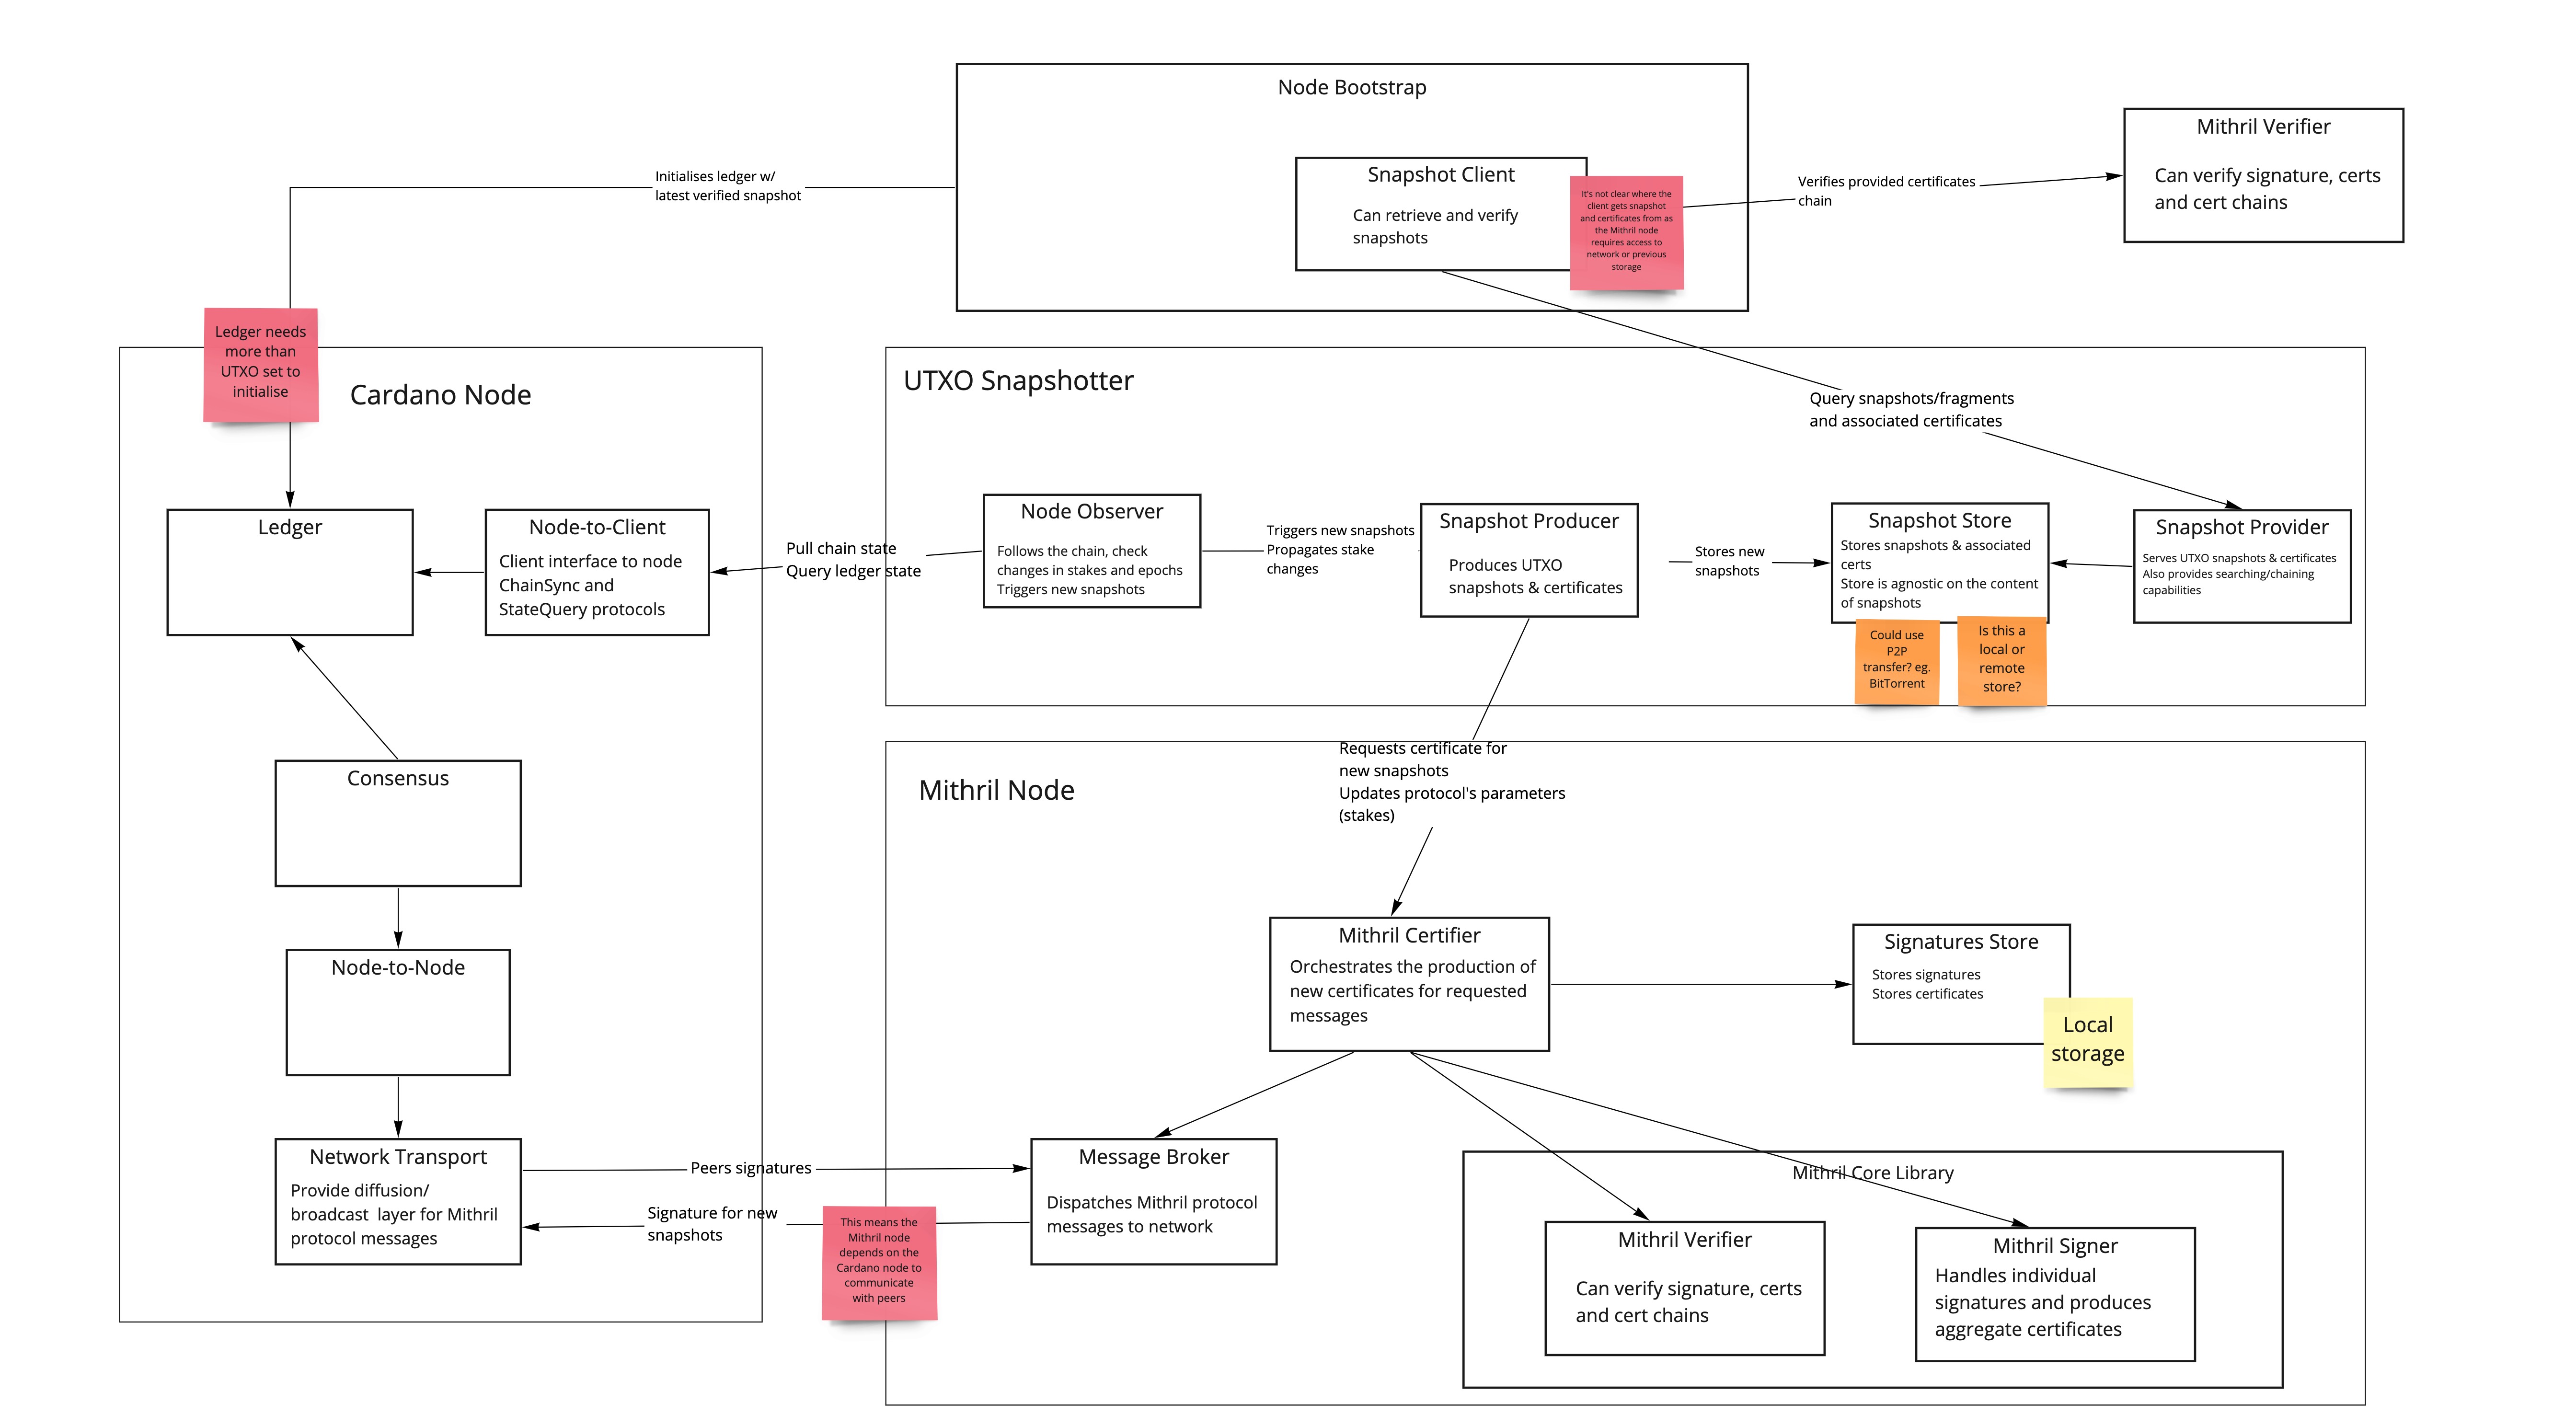 Node Bootstrap
Snapshot Client
Can retrieve and verify
snapshots
It's not clear where the
client gets snapshot
and certificates from as
the Mithril node
requires access to
network or previous
storage
Verifies provided certificates
chain
Mithril Verifier
Can verify signature, certs
and cert chains
Initialises ledger w/
latest verified snapshot
Ledger needs
more than
UTXO set to
initialise
Cardano Node
Ledger
Node-to-Client
Client interface to node
ChainSync and
StateQuery protocols
Consensus
Node-to-Node
Network Transport
Provide diffusion/
broadcast layer for Mithril
protocol messages
Pull chain state
Query ledger state
UTXO Snapshotter
Query snapshots/fragments
and associated certificates
Node Observer
Follows the chain, check
changes in stakes and epochs
Triggers new snapshots
Triggers new snapshots
Propagates stake
changes
Snapshot Producer
Produces UTXO
snapshots & certificates
Stores new
snapshots
Snapshot Store
Stores snapshots & associated
certs
Store is agnostic on the content
of snapshots
Could use
P2P
transfer? eg.
BitTorrent
Is this a
local or
remote
store?
Snapshot Provider
Serves UTXO snapshots & certificates
Also provides searching/chaining
capabilities
Requests certificate for
new snapshots
Updates protocol's parameters
(stakes)
Mithril Node
Mithril Certifier
Orchestrates the production of
new certificates for requested
messages
Signatures Store
Stores signatures
Stores certificates
Local
storage
Peers signatures
Signature for new
snapshots
This means the
Mithril node
depends on the
Cardano node to
communicate
with peers
Message Broker
Dispatches Mithril protocol
messages to network
Mithril Core Library
Mithril Verifier
Can verify signature, certs
and cert chains
Mithril Signer
Handles individual
signatures and produces
aggregate certificates